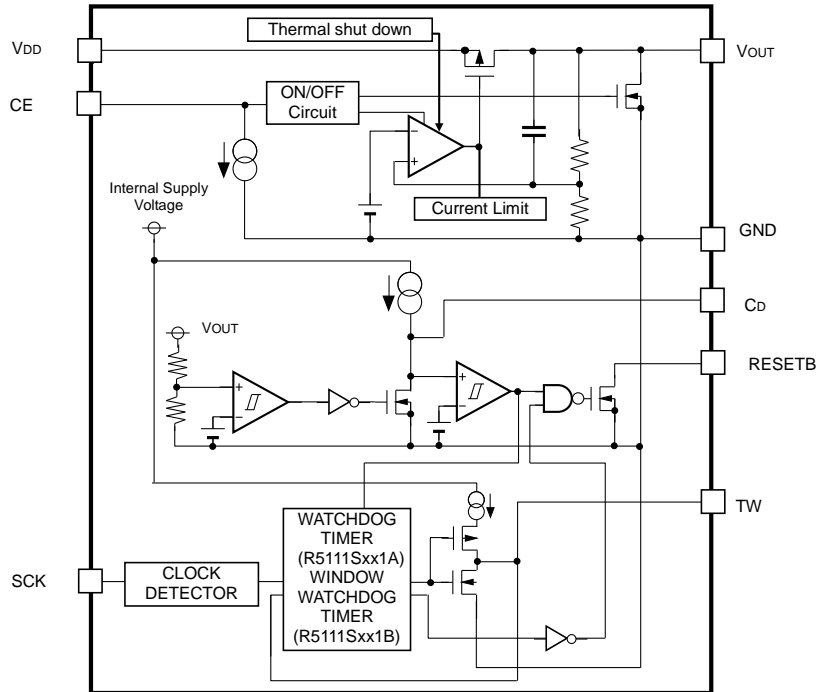 Thermal shut down
VDD
VOUT
CE
ON/OFF
Circuit
−
+
Internal Supply
Voltage
Current Limit
GND
CD
VOUT
RESETB
+
−
+
−
TW
WATCHDOG
TIMER
(R5111Sxx1A)
WINDOW
WATCHDOG
TIMER
(R5111Sxx1B)
SCK
CLOCK
DETECTOR